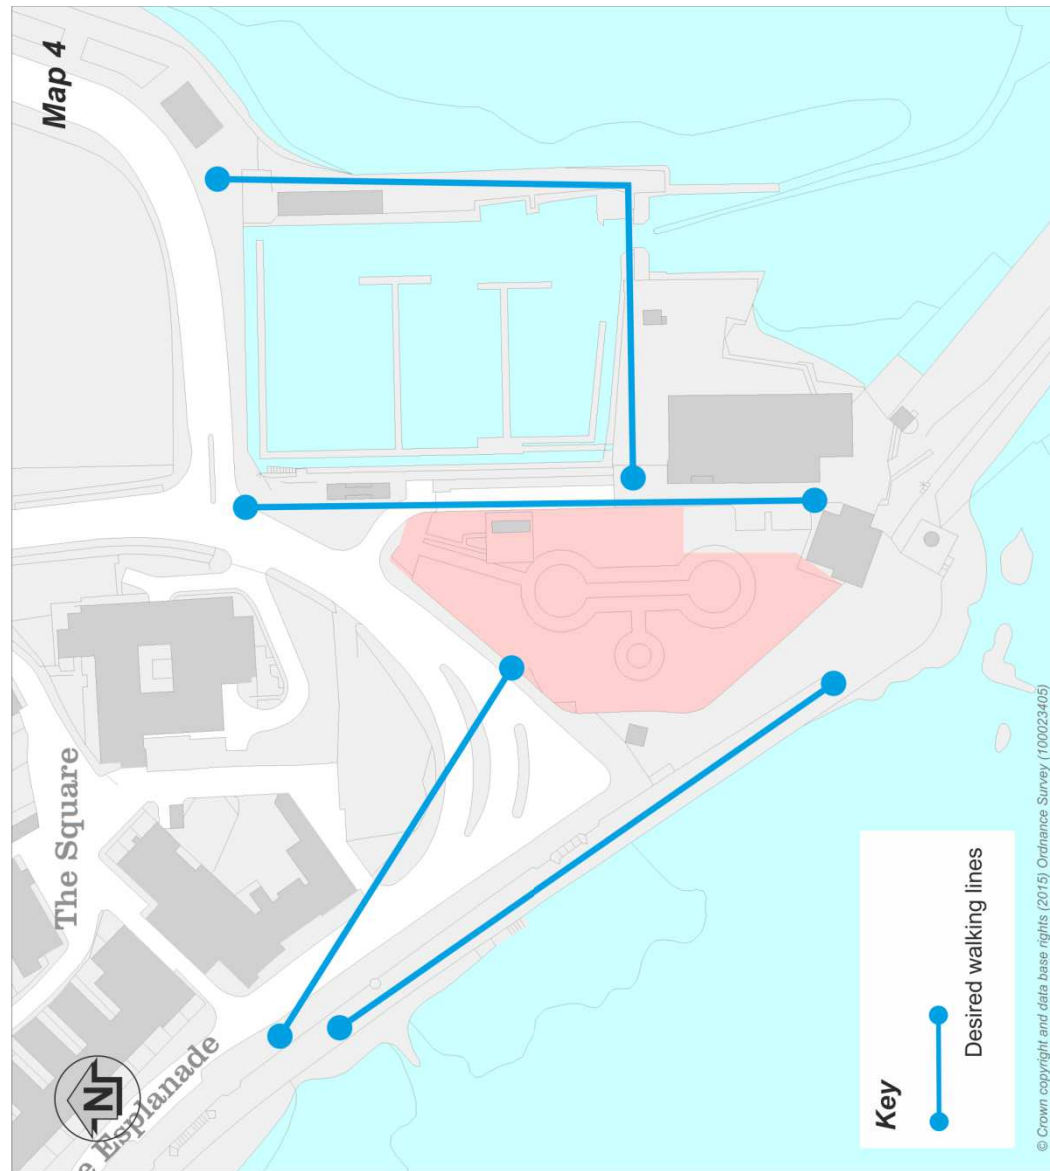 Map 4
The Square
e Esplanade
N
Key
Desired walking lines
© Crown copyright and data base rights (2015) Ordnance Survey (100023405)